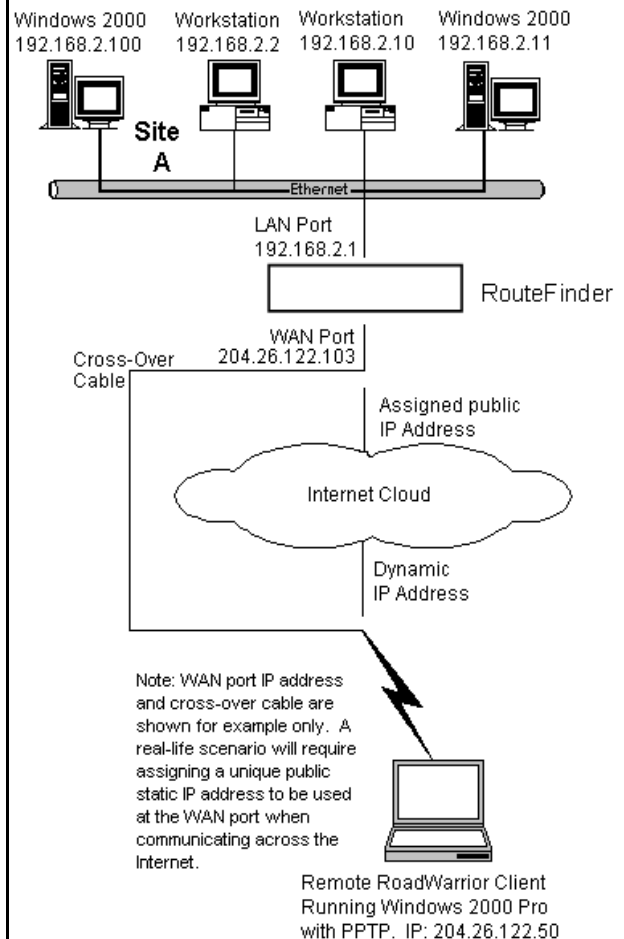 Windows 2000
192.168.2.100
Workstation
192.168.2.2
Workstation
192.168.2.10
Windows 2000
192.168.2.11
Site
A
Ethernet
LAN Port
192.168.2.1
RouteFinder
WAN Port
204.26.122.103
Cross-Over
Cable
Assigned public
IP Address
Internet Cloud
Dynamic
IP Address
Note: WAN port IP address
and cross-over cable are
shown for example only. A
real-life scenario will require
assigning a unique public
static IP address to be used
at the WAN port when
communicating across the
Internet.
Remote RoadWarrior Client
Running Windows 2000 Pro
with PPTP. IP: 204.26.122.50